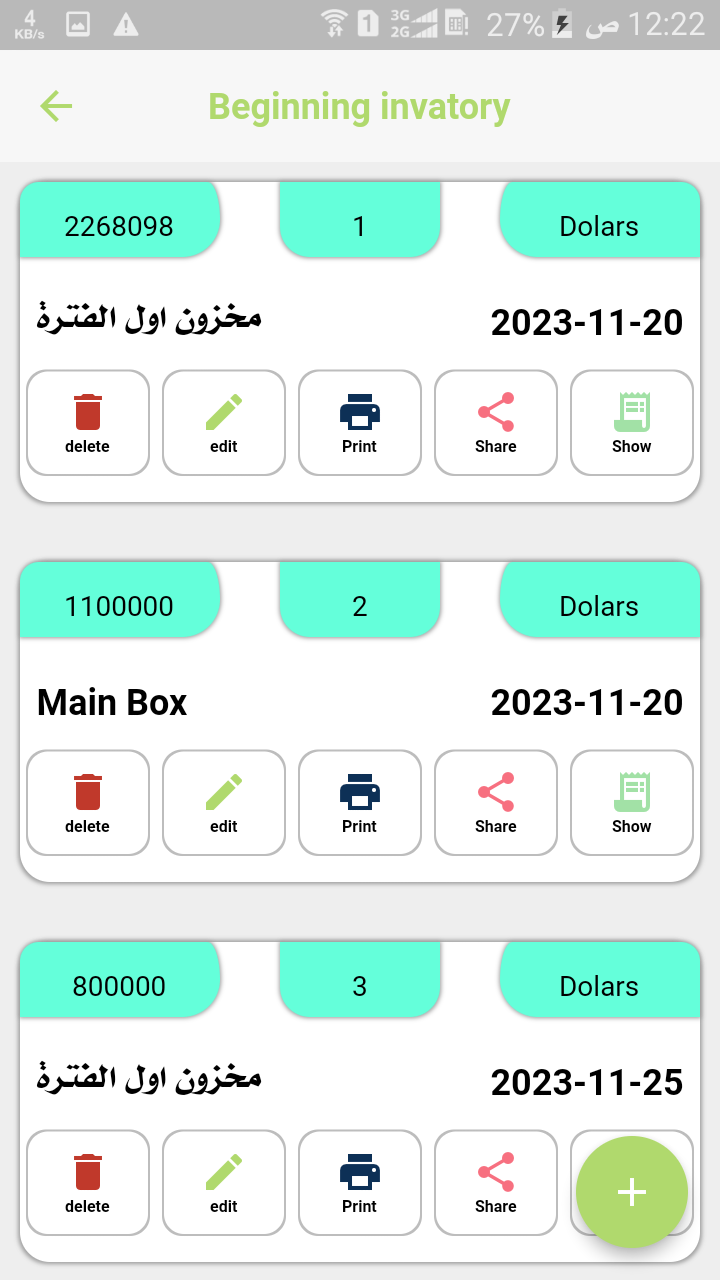 4 KB/s 1 3G 2G 27% ص 12:22
Beginning invatory
2268098 1 Dolars
مخزون اول الفترة 2023-11-20
delete edit Print Share Show
1100000 2 Dolars
Main Box 2023-11-20
delete edit Print Share Show
800000 3 Dolars
مخزون اول الفترة 2023-11-25
delete edit Print Share